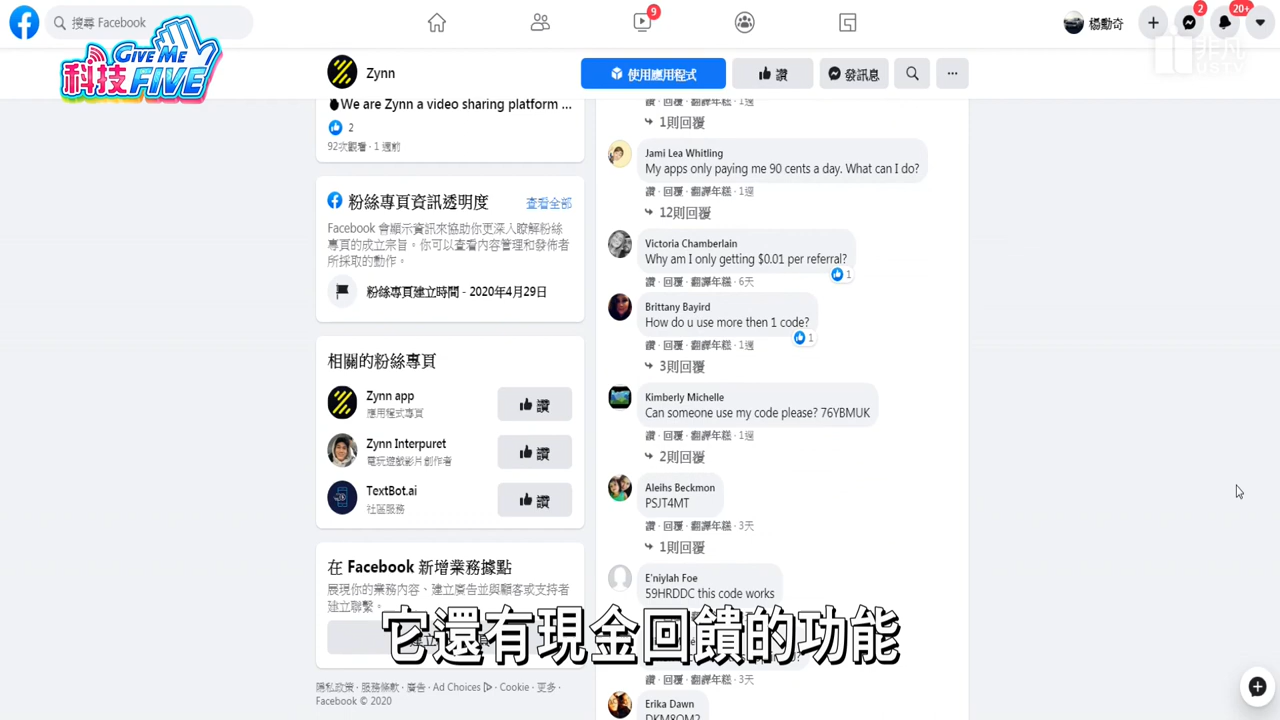 搜尋 Facebook
9
楊勳奇
2
20+
GIVE ME
科技FIVE
非凡
USTV
Zynn
使用應用程式
讚
發訊息
We are Zynn a video sharing platform ...
2
92次觀看 · 1 週前
粉絲專頁資訊透明度
查看全部
Facebook 會顯示資訊來協助你更深入瞭解粉絲
專頁的成立宗旨。你可以查看內容管理和發佈者
所採取的動作。
粉絲專頁建立時間 - 2020年4月29日
相關的粉絲專頁
Zynn app
應用程式專頁
讚
Zynn Interpuret
電玩遊戲影片創作者
讚
TextBot.ai
社區服務
讚
在 Facebook 新增業務據點
展現你的業務內容、建立廣告並與顧客或支持者
建立聯繫。
隱私政策 · 服務條款 · 廣告 · Ad Choices · Cookie · 更多 ·
Facebook © 2020
讚 · 回覆 · 翻譯年糕 · 1週
1則回覆
Jami Lea Whitling
My apps only paying me 90 cents a day. What can I do?
讚 · 回覆 · 翻譯年糕 · 1週
12則回覆
Victoria Chamberlain
Why am I only getting $0.01 per referral?
1
讚 · 回覆 · 翻譯年糕 · 6天
Brittany Bayird
How do u use more then 1 code?
1
讚 · 回覆 · 翻譯年糕 · 1週
3則回覆
Kimberly Michelle
Can someone use my code please? 76YBMUK
讚 · 回覆 · 翻譯年糕 · 1週
2則回覆
Aleihs Beckmon
PSJT4MT
讚 · 回覆 · 翻譯年糕 · 3天
1則回覆
E'niylah Foe
59HRDDC this code works
它還有現金回饋的功能
讚 · 回覆 · 翻譯年糕 · 3天
Erika Dawn
DKM8QM2